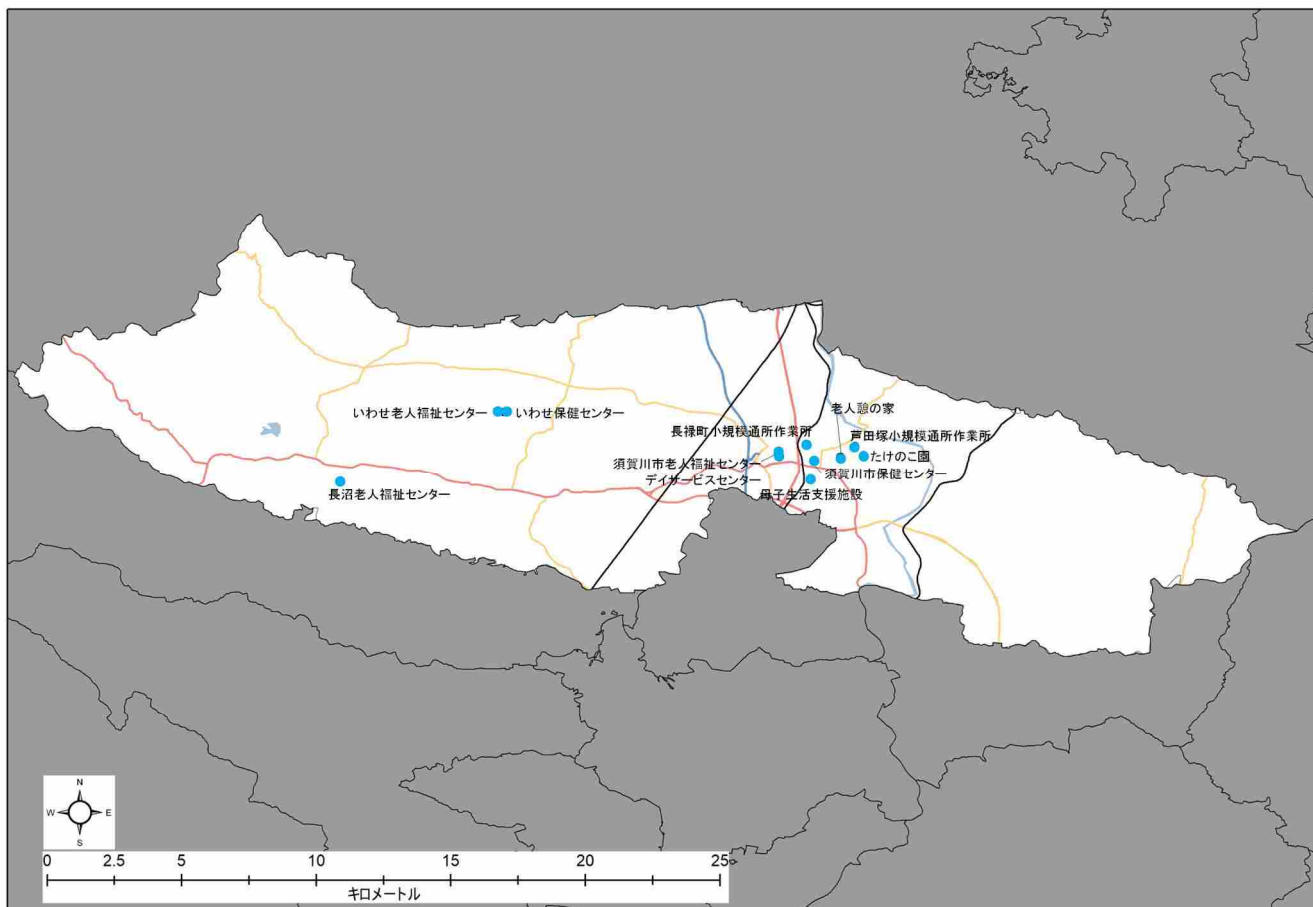 いわせ老人福祉センター
いわせ保健センター
長沼老人福祉センター
長禄町小規模通所作業所
老人憩の家
芦田塚小規模通所作業所
たけのこ園
須賀川市老人福祉センター
須賀川市保健センター
デイサービスセンター
母子生活支援施設
N
W
E
S
0 2.5 5 10 15 20 25
キロメートル